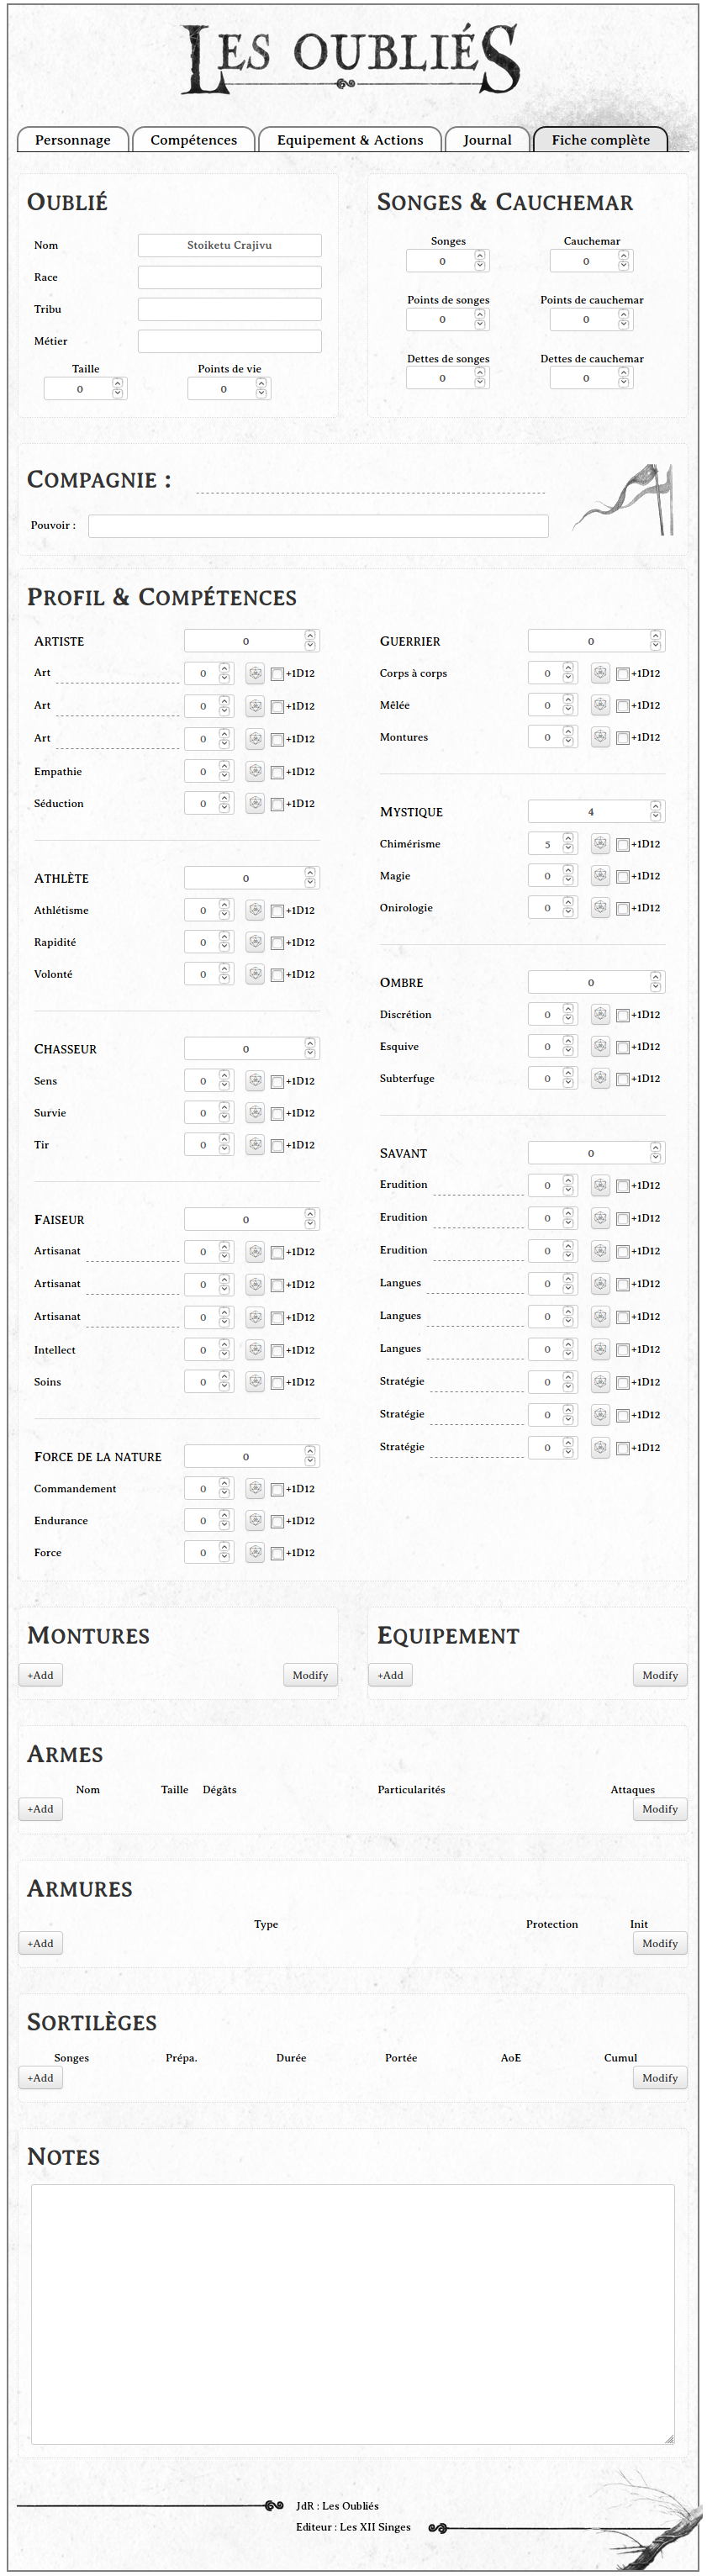 LES OUBLIÉS
Personnage Compétences Equipement & Actions Journal Fiche complète
OUBLIÉ
Nom Stoiketu Crajivu
Race
Tribu
Métier
Taille Points de vie
0 0
SONGES & CAUCHEMAR
Songes Cauchemar
0 0
Points de songes Points de cauchemar
0 0
Dettes de songes Dettes de cauchemar
0 0
COMPAGNIE :
Pouvoir :
PROFIL & COMPÉTENCES
ARTISTE 0
Art 0 +1D12
Art 0 +1D12
Art 0 +1D12
Empathie 0 +1D12
Séduction 0 +1D12
ATHLÈTE 0
Athlétisme 0 +1D12
Rapidité 0 +1D12
Volonté 0 +1D12
CHASSEUR 0
Sens 0 +1D12
Survie 0 +1D12
Tir 0 +1D12
FAISEUR 0
Artisanat 0 +1D12
Artisanat 0 +1D12
Artisanat 0 +1D12
Intellect 0 +1D12
Soins 0 +1D12
FORCE DE LA NATURE 0
Commandement 0 +1D12
Endurance 0 +1D12
Force 0 +1D12
GUERRIER 0
Corps à corps 0 +1D12
Mêlée 0 +1D12
Montures 0 +1D12
MYSTIQUE 4
Chimérisme 5 +1D12
Magie 0 +1D12
Onirologie 0 +1D12
OMBRE 0
Discrétion 0 +1D12
Esquive 0 +1D12
Subterfuge 0 +1D12
SAVANT 0
Erudition 0 +1D12
Erudition 0 +1D12
Erudition 0 +1D12
Langues 0 +1D12
Langues 0 +1D12
Langues 0 +1D12
Stratégie 0 +1D12
Stratégie 0 +1D12
Stratégie 0 +1D12
MONTURES
+Add Modify
EQUIPEMENT
+Add Modify
ARMES
Nom Taille Dégâts Particularités Attaques
+Add Modify
ARMURES
Type Protection Init
+Add Modify
SORTILÈGES
Songes Prépa. Durée Portée AoE Cumul
+Add Modify
NOTES
JdR : Les Oubliés
Editeur : Les XII Singes